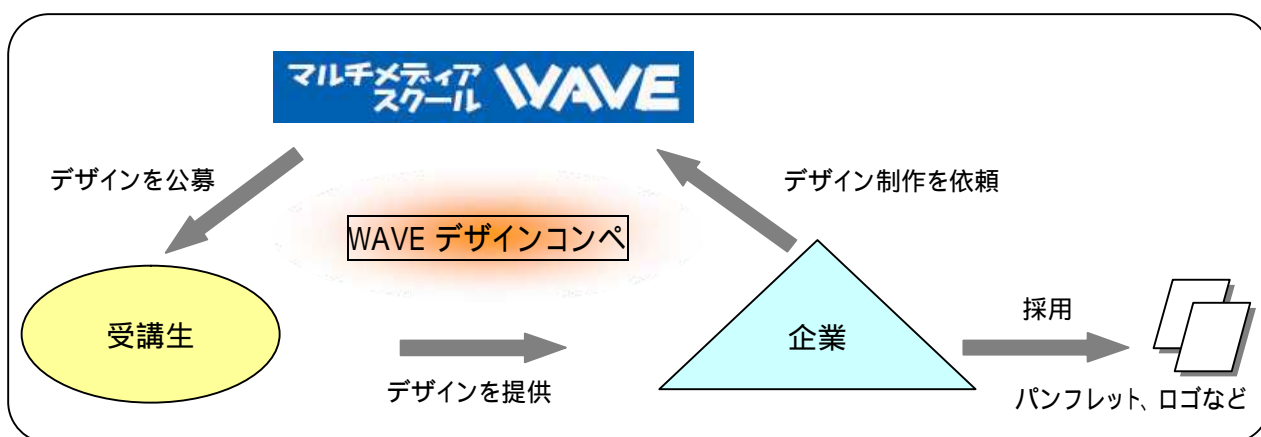 マルチメディア
スクール WAVE
デザインを公募
デザイン制作を依頼
WAVE デザインコンペ
受講生
企業
採用
デザインを提供
パンフレット、ロゴなど